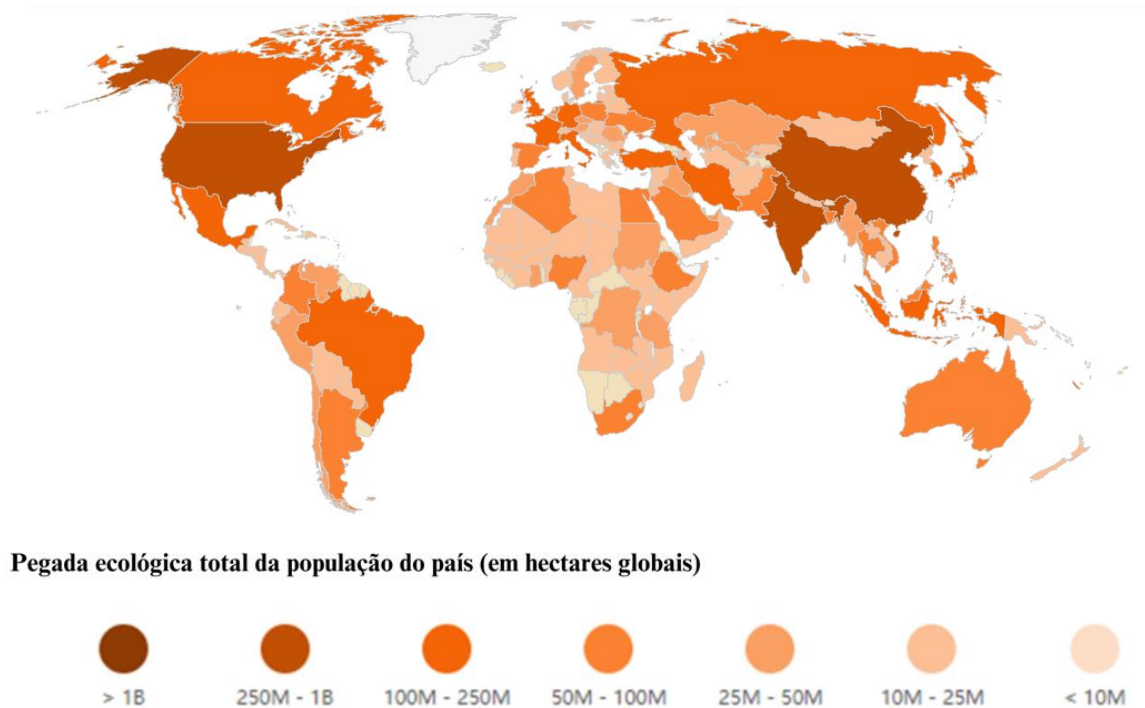 Pegada ecológica total da população do país (em hectares globais)
> 1B 250M - 1B 100M - 250M 50M - 100M 25M - 50M 10M - 25M < 10M